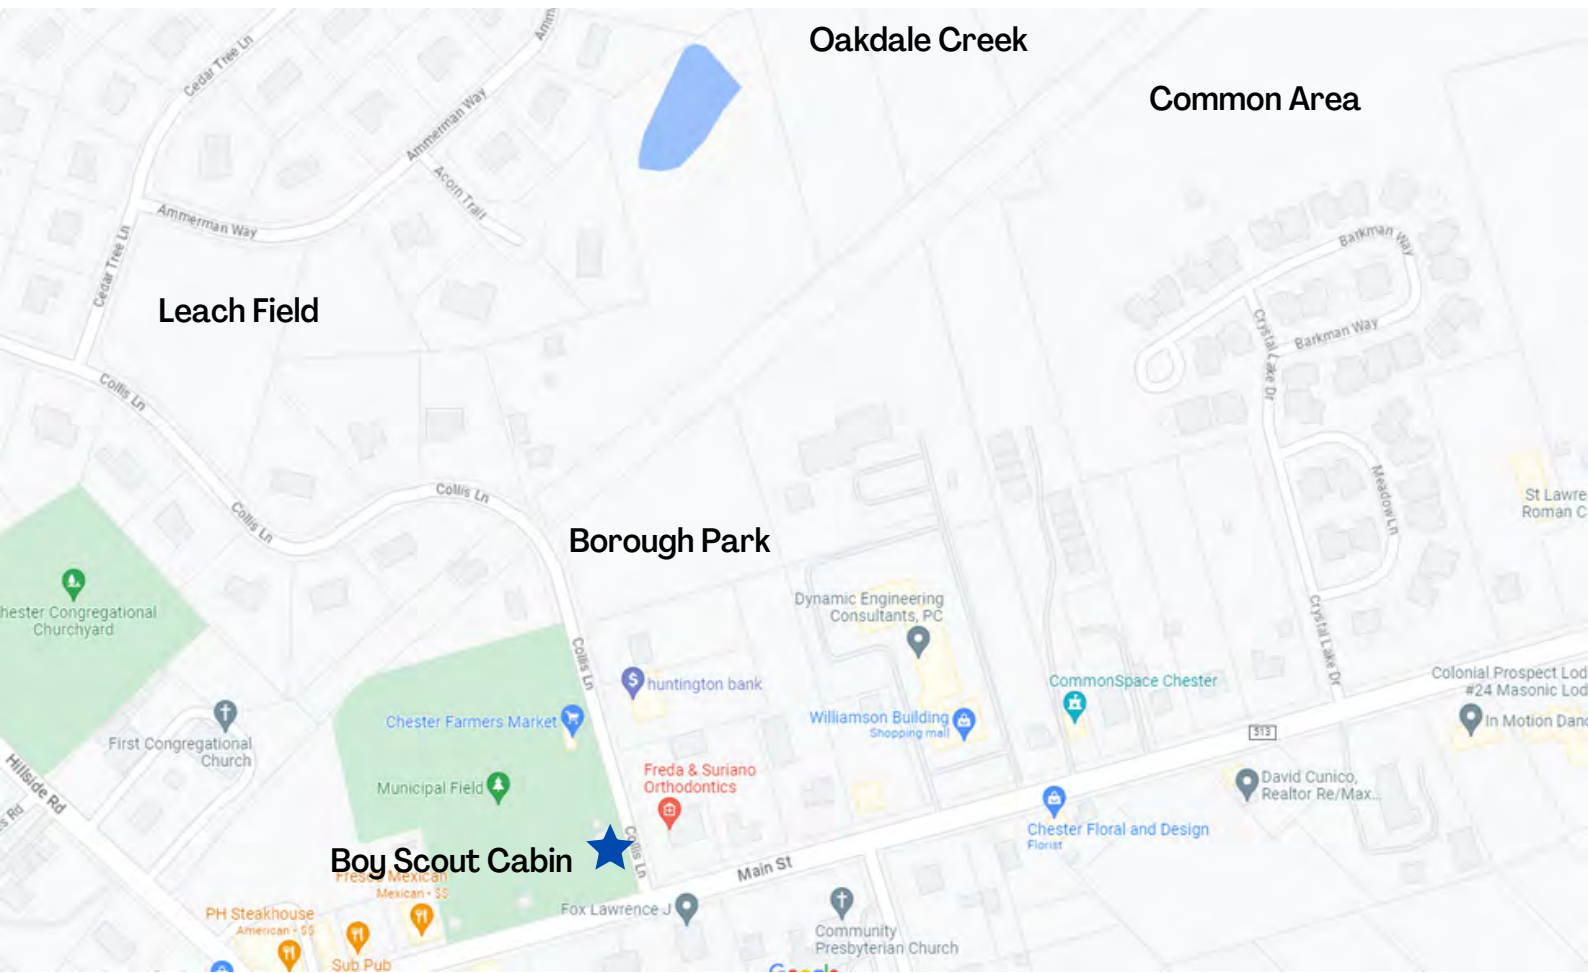 Oakdale Creek
Common Area
Cedar Tree Ln
Amm
Ammerman Way
Acorn Trail
Ammerman Way
Cedar Tree Ln
Leach Field
Barkman Way
Barkman Way
Crystal Lake Dr
Collis Ln
Collis Ln
Collis Ln
Meadow Ln
St Lawre
Roman C
Borough Park
hester Congregational
Churchyard
Dynamic Engineering
Consultants, PC
Crystal Lake Dr
Collis Ln
huntington bank
CommonSpace Chester
Colonial Prospect Lod
#24 Masonic Lod
Chester Farmers Market
Williamson Building
Shopping mall
In Motion Danc
513
First Congregational
Church
Hillside Rd
s Rd
Municipal Field
Freda & Suriano
Orthodontics
David Cunico,
Realtor Re/Max...
Chester Floral and Design
Florist
Boy Scout Cabin
Collis Ln
Main St
Fresco Mexican
Mexican • $$
PH Steakhouse
American • $$
Fox Lawrence J
Community
Presbyterian Church
Sub Pub
Google